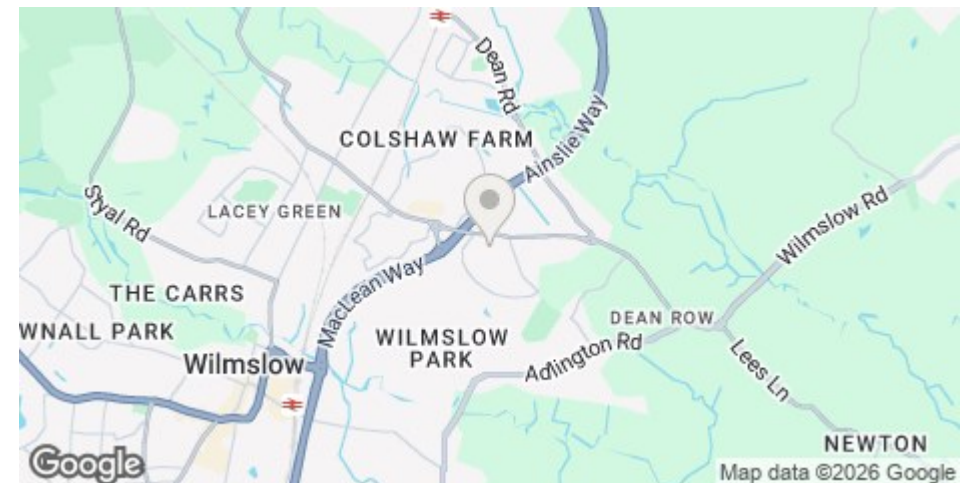 Dean Rd
COLSHAW FARM
Ainslie Way
Styal Rd
LACEY GREEN
Wilmslow Rd
MacLean Way
THE CARRS
WNALL PARK
DEAN ROW
WILMSLOW
PARK
Wilmslow
Adlington Rd
Lees Ln
NEWTON
Google
Map data ©2026 Google